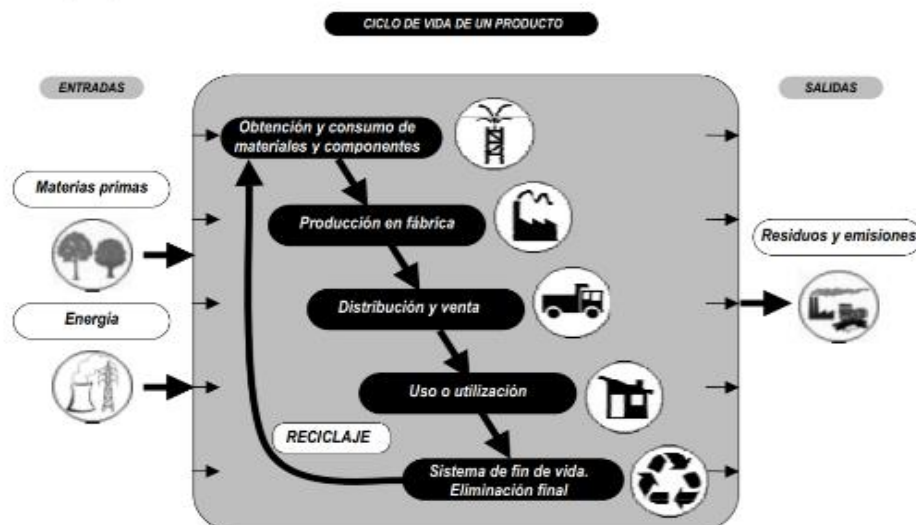 CICLO DE VIDA DE UN PRODUCTO
ENTRADAS
SALIDAS
Obtención y consumo de
materiales y componentes
Materias primas
Producción en fábrica
Residuos y emisiones
Distribución y venta
Energía
Uso o utilización
RECICLAJE
Sistema de fin de vida.
Eliminación final